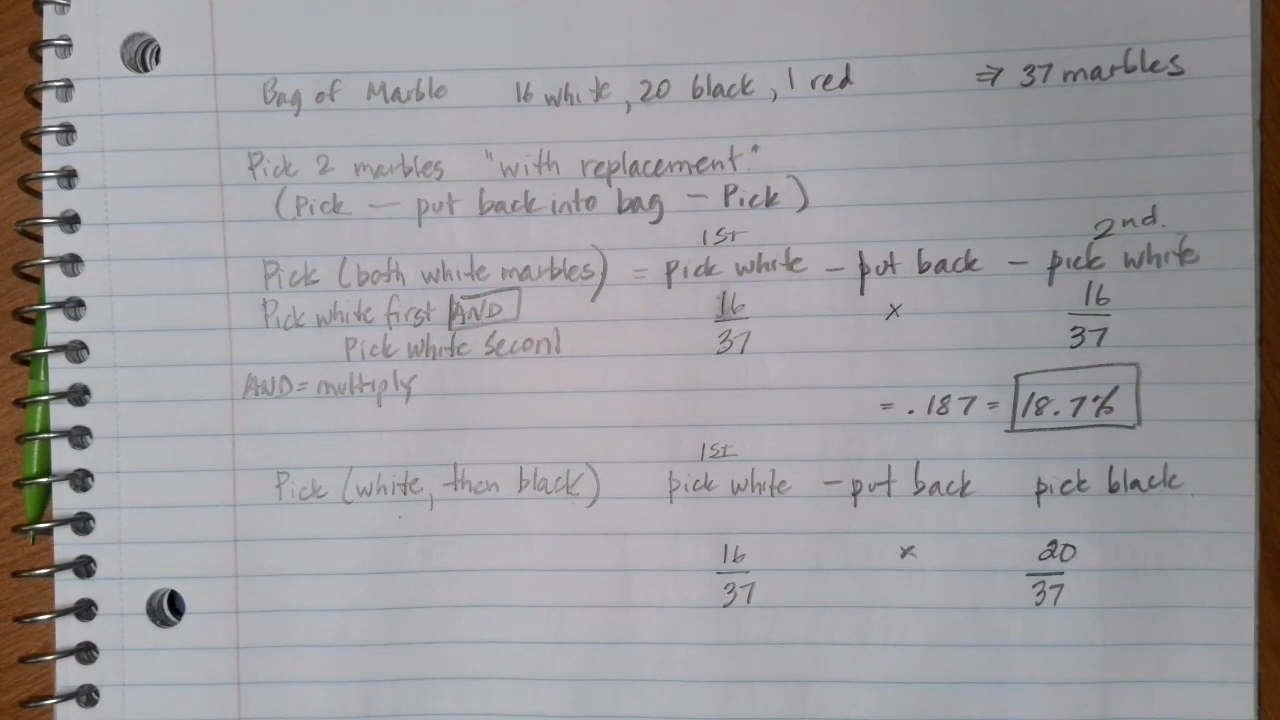 Bag of Marble 16 white, 20 black, 1 red ⇒ 37 marbles
Pick 2 marbles "with replacement."
(Pick — put back into bag — Pick)
1st 2nd.
Pick (both white marbles) = pick white - put back - pick white
Pick white first AND 16/37 x 16/37
Pick white second
AND = multiply
= .187 = 18.7%
1st
Pick (white, then black) pick white - put back pick black.
16/37 x 20/37